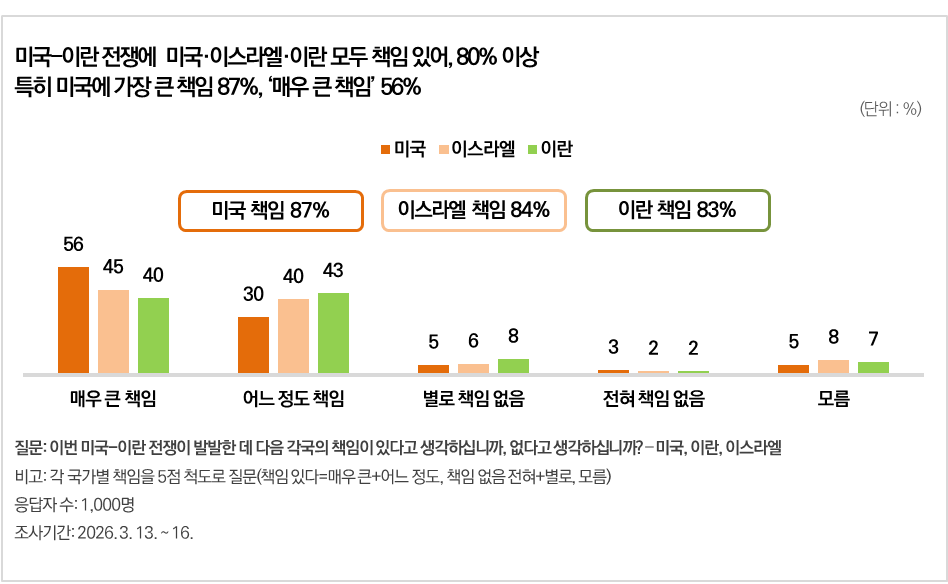 미국-이란 전쟁에 미국·이스라엘·이란 모두 책임 있어, 80% 이상
특히 미국에 가장 큰 책임 87%, ‘매우 큰 책임’ 56%
(단위 : %)
미국 이스라엘 이란
미국 책임 87% 이스라엘 책임 84% 이란 책임 83%
56 45 40 30 40 43 5 6 8 3 2 2 5 8 7
매우 큰 책임 어느 정도 책임 별로 책임 없음 전혀 책임 없음 모름
질문: 이번 미국-이란 전쟁이 발발한 데 다음 각국의 책임이 있다고 생각하십니까, 없다고 생각하십니까? - 미국, 이란, 이스라엘
비고: 각 국가별 책임을 5점 척도로 질문(책임 있다=매우 큰+어느 정도, 책임 없음 전혀+별로, 모름)
응답자 수: 1,000명
조사기간: 2026. 3. 13. ~ 16.